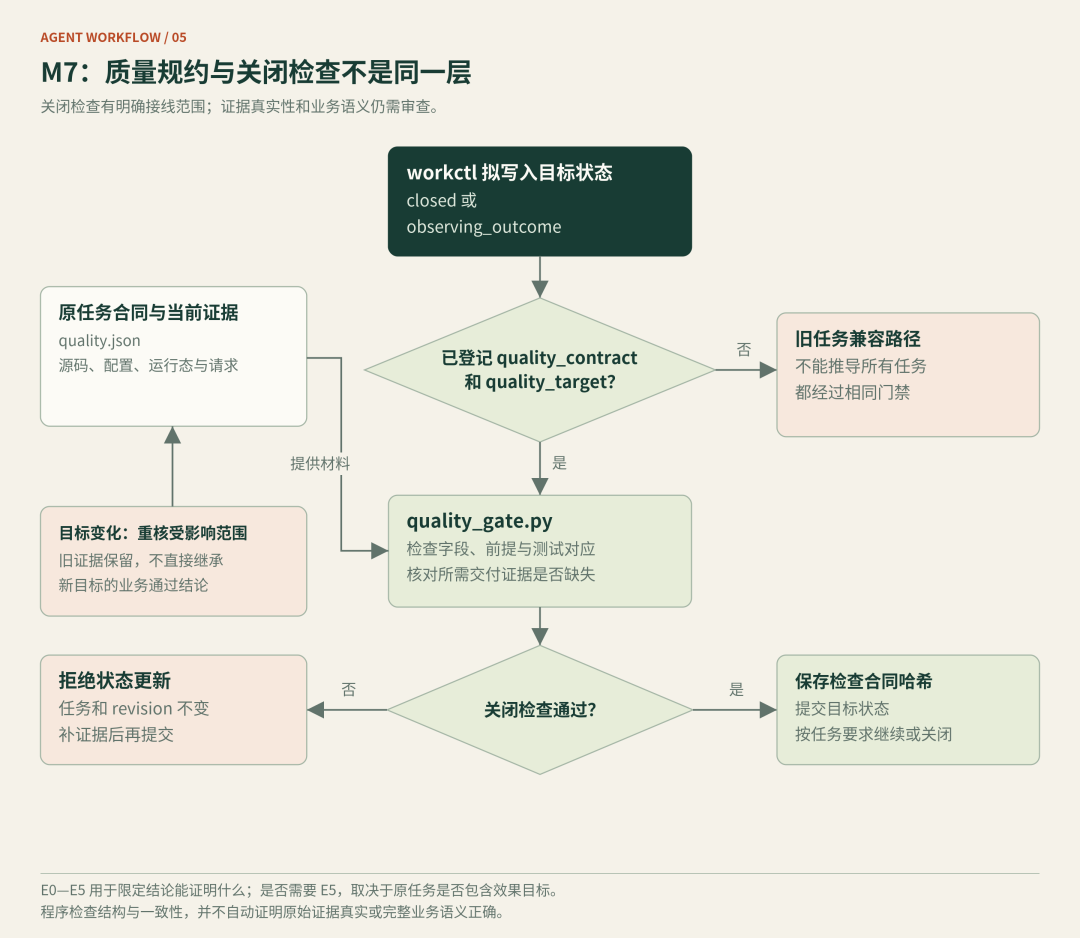 AGENT WORKFLOW / 05
M7：质量规约与关闭检查不是同一层
关闭检查有明确接线范围；证据真实性和业务语义仍需审查。
workctl 拟写入目标状态
closed 或
observing_outcome
原任务合同与当前证据
quality.json
源码、配置、运行态与请求
已登记 quality_contract
和 quality_target？
否
旧任务兼容路径
不能推导所有任务
都经过相同门禁
提供材料
是
目标变化：重核受影响范围
旧证据保留，不直接继承
新目标的业务通过结论
quality_gate.py
检查字段、前提与测试对应
核对所需交付证据是否缺失
拒绝状态更新
任务和 revision 不变
补证据后再提交
否
关闭检查通过？
是
保存检查合同哈希
提交目标状态
按任务要求继续或关闭
E0—E5 用于限定结论能证明什么；是否需要 E5，取决于原任务是否包含效果目标。
程序检查结构与一致性，并不自动证明原始证据真实或完整业务语义正确。